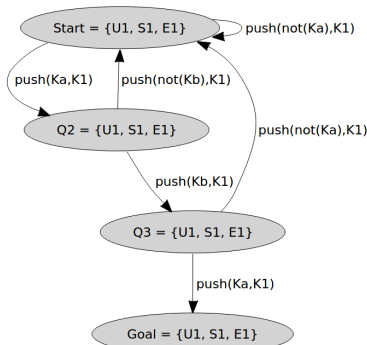 Start = {U1, S1, E1}
push(not(Ka),K1)
push(Ka,K1)
push(not(Kb),K1)
Q2 = {U1, S1, E1}
push(not(Ka),K1)
push(Kb,K1)
Q3 = {U1, S1, E1}
push(Ka,K1)
Goal = {U1, S1, E1}